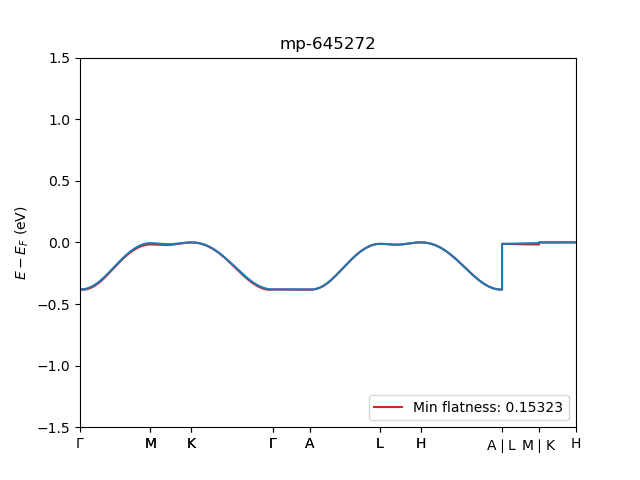 mp-645272
E − E_F (eV)
1.5
1.0
0.5
0.0
−0.5
−1.0
−1.5
Min flatness: 0.15323
Γ M K Γ A L H A | L M | K H